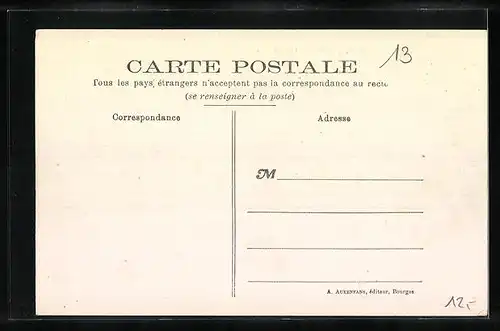 13
CARTE POSTALE
Tous les pays étrangers n'acceptent pas la correspondance au recto
(se renseigner à la poste)
Correspondance
Adresse
M
A. AUXENFANS, éditeur, Bourges
12,-